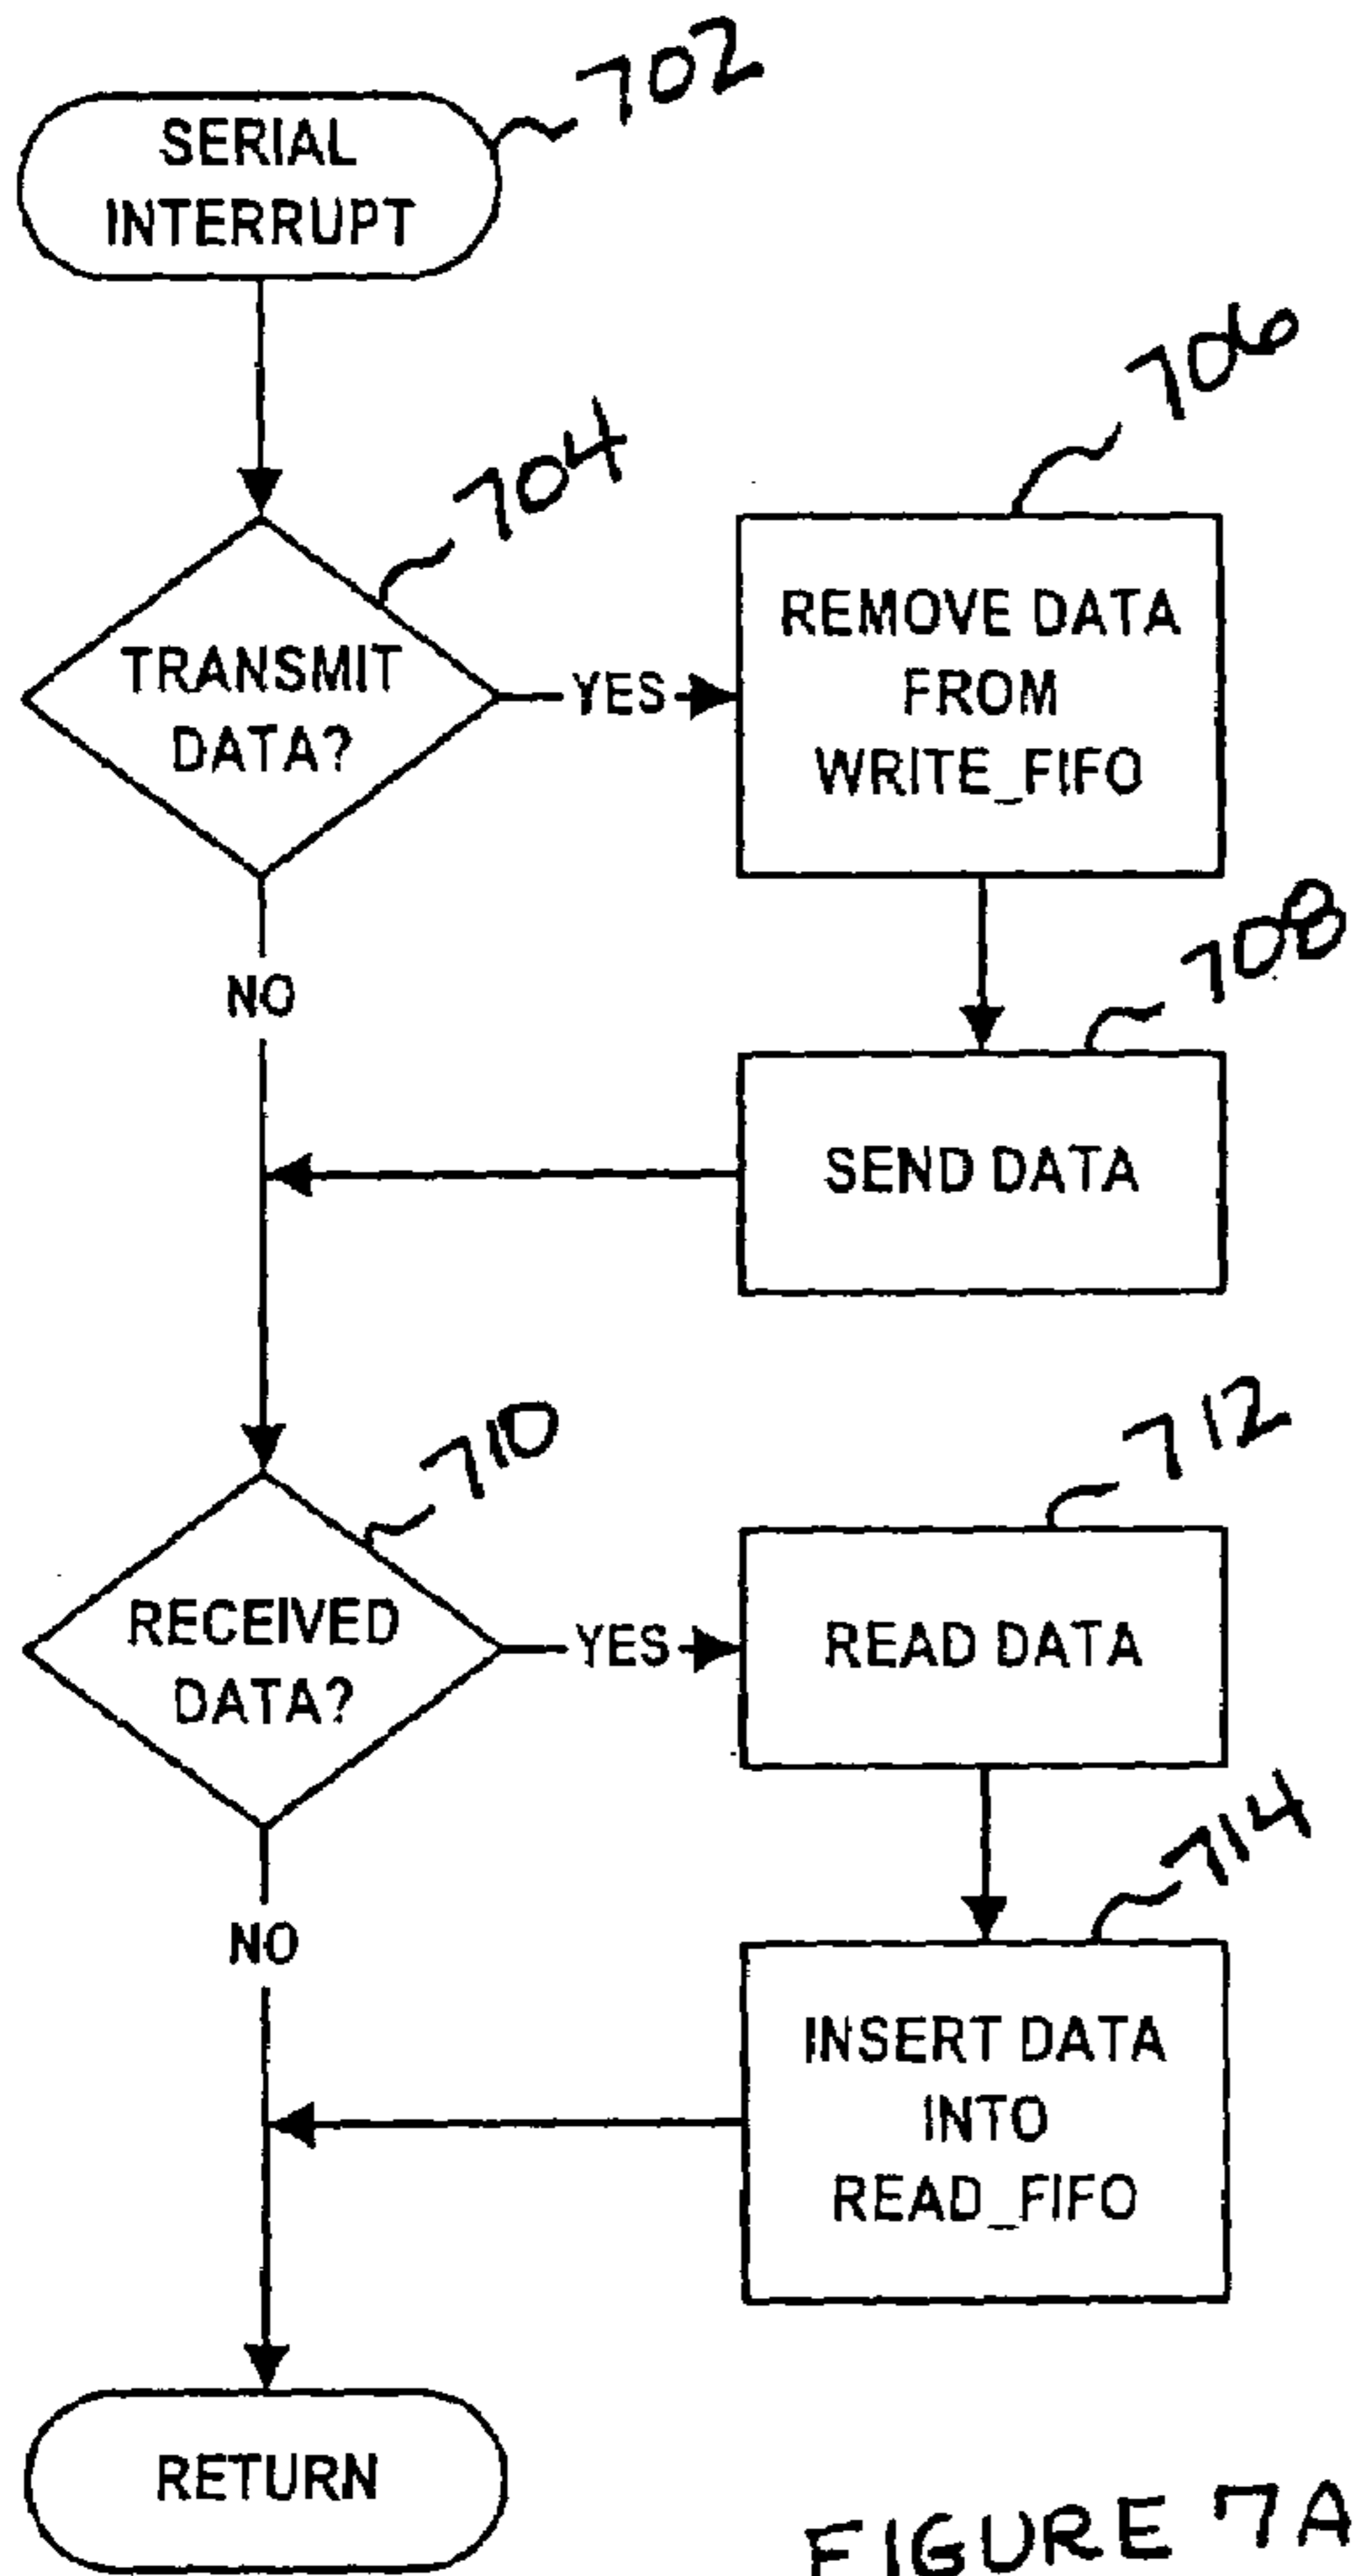 702
SERIAL
INTERRUPT
706
704
TRANSMIT
DATA?
YES
REMOVE DATA
FROM
WRITE_FIFO
NO
708
SEND DATA
710
712
RECEIVED
DATA?
YES
READ DATA
NO
714
INSERT DATA
INTO
READ_FIFO
RETURN
FIGURE 7A